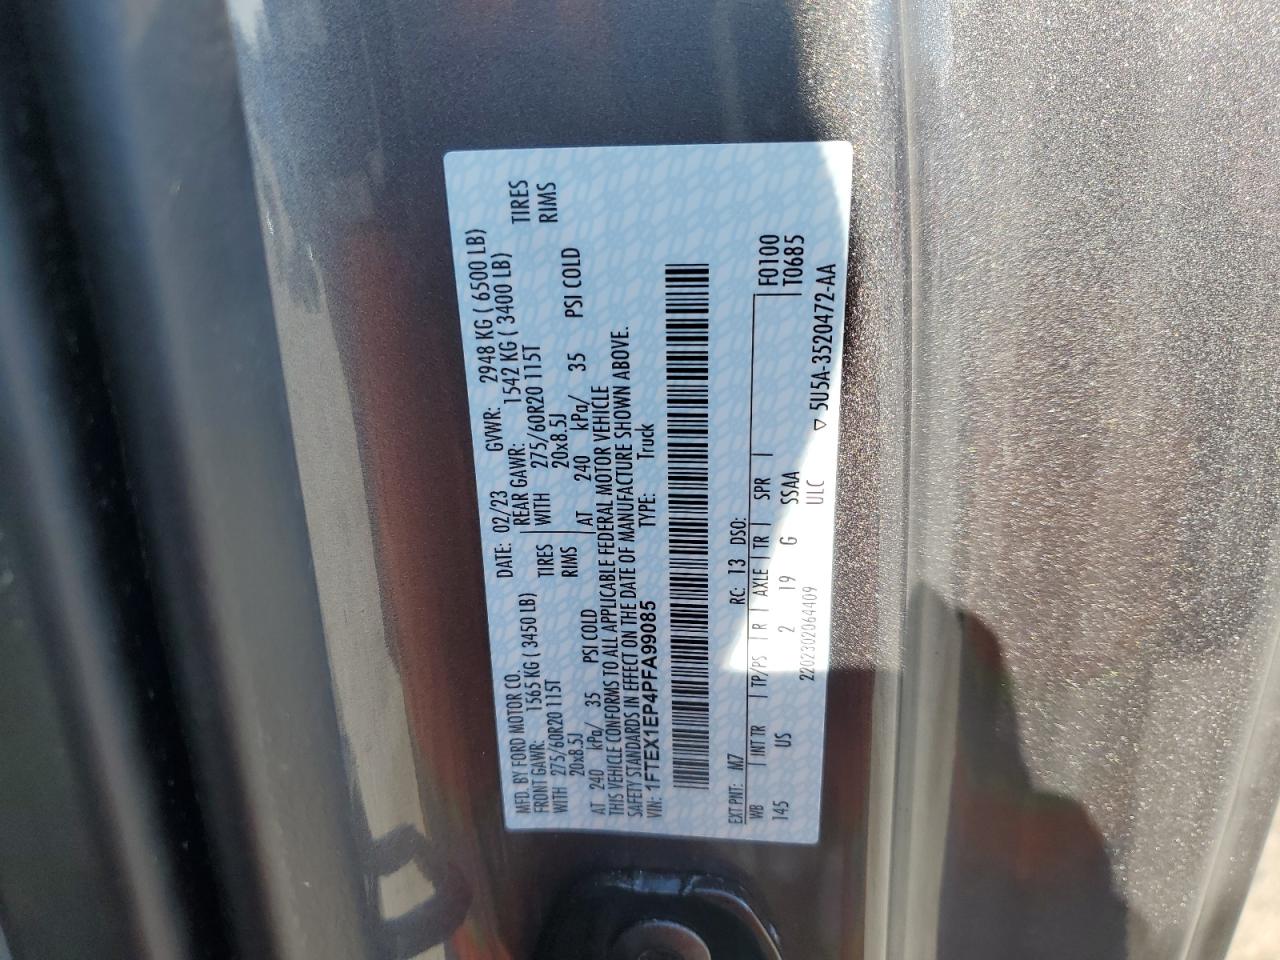 MFD. BY FORD MOTOR CO.
DATE: 02/23 GVWR: 2948 KG ( 6500 LB)
FRONT GAWR: 1565 KG ( 3450 LB) REAR GAWR: 1542 KG ( 3400 LB)
WITH 275/60R20 115T TIRES WITH 275/60R20 115T TIRES
20x8.5J RIMS 20x8.5J RIMS
AT 240 kPa/ 35 PSI COLD AT 240 kPa/ 35 PSI COLD
THIS VEHICLE CONFORMS TO ALL APPLICABLE FEDERAL MOTOR VEHICLE
SAFETY STANDARDS IN EFFECT ON THE DATE OF MANUFACTURE SHOWN ABOVE.
VIN: 1FTEX1EP4PFA99085 TYPE: Truck
EXT PNT: M7 RC: 13 DSO:
WB INT TR TP/PS R AXLE TR SPR F0100
145 US 2 19 G SSAA T0685
2202302064409 ULC ▽ 5U5A-3520472-AA